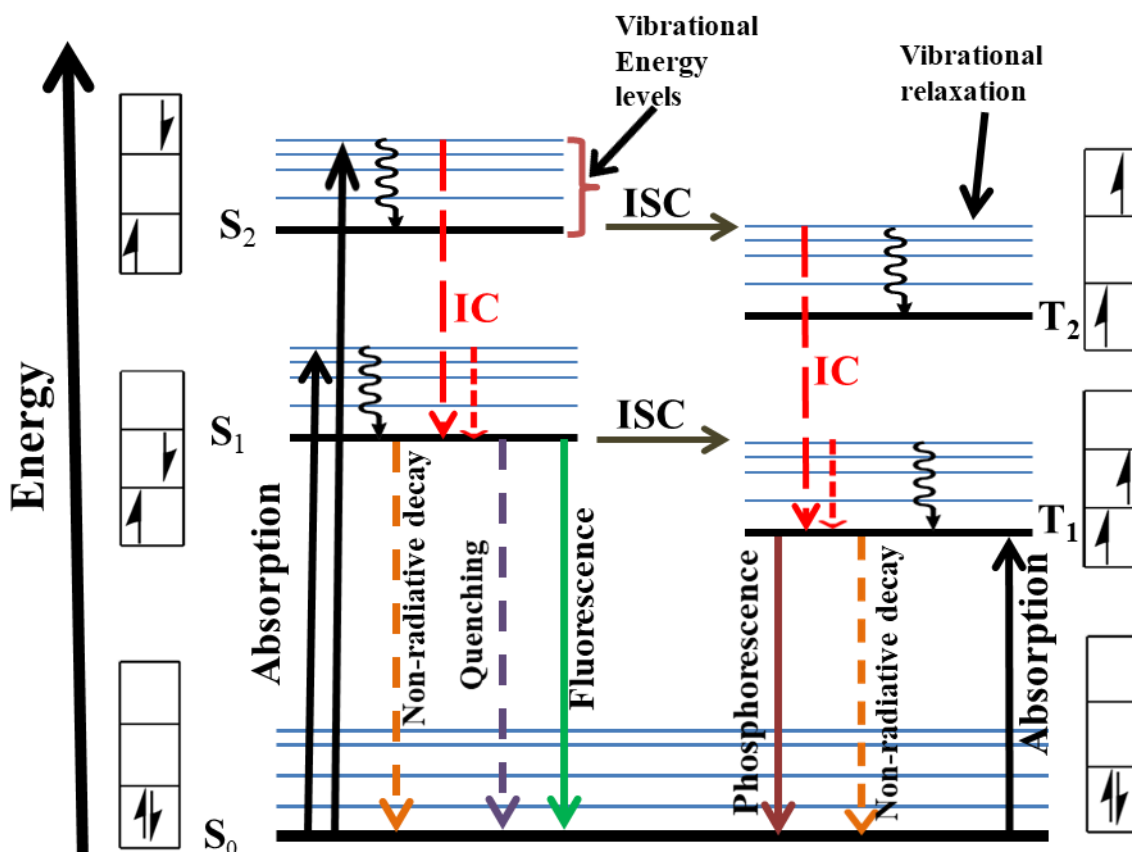 Vibrational
Energy
levels
Vibrational
relaxation
ISC
S2
T2
IC
IC
S1
ISC
T1
Energy
Absorption
Non-radiative decay
Quenching
Fluorescence
Phosphorescence
Non-radiative decay
Absorption
S0